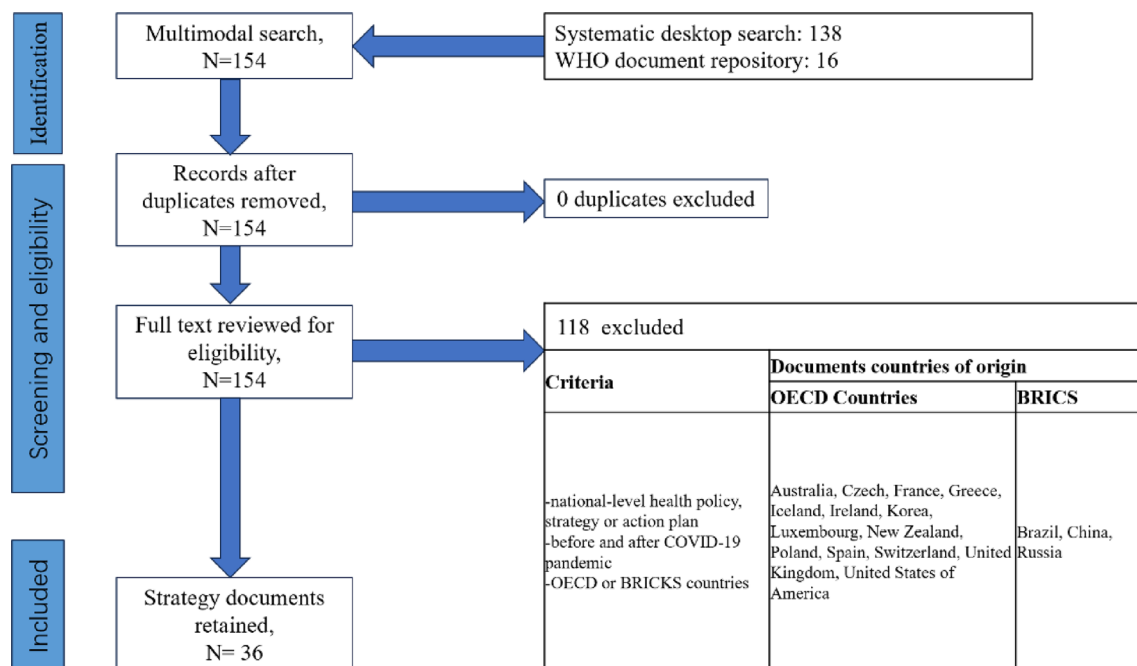 Identification
Multimodal search,
N=154
Systematic desktop search: 138
WHO document repository: 16
Screening and eligibility
Records after
duplicates removed,
N=154
0 duplicates excluded
Full text reviewed for
eligibility,
N=154
118 excluded
Criteria
Documents countries of origin
OECD Countries
BRICS
-national-level health policy,
strategy or action plan
-before and after COVID-19
pandemic
-OECD or BRICKS countries
Australia, Czech, France, Greece,
Iceland, Ireland, Korea,
Luxembourg, New Zealand,
Poland, Spain, Switzerland, United
Kingdom, United States of
America
Brazil, China,
Russia
Included
Strategy documents
retained,
N= 36